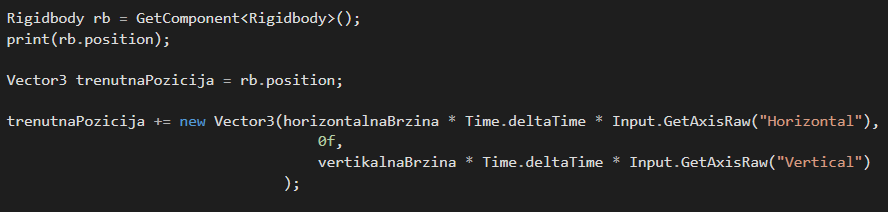 Rigidbody rb = GetComponent<Rigidbody>();
print(rb.position);
Vector3 trenutnaPozicija = rb.position;
trenutnaPozicija += new Vector3(horizontalnaBrzina * Time.deltaTime * Input.GetAxisRaw("Horizontal"),
0f,
vertikalnaBrzina * Time.deltaTime * Input.GetAxisRaw("Vertical")
);